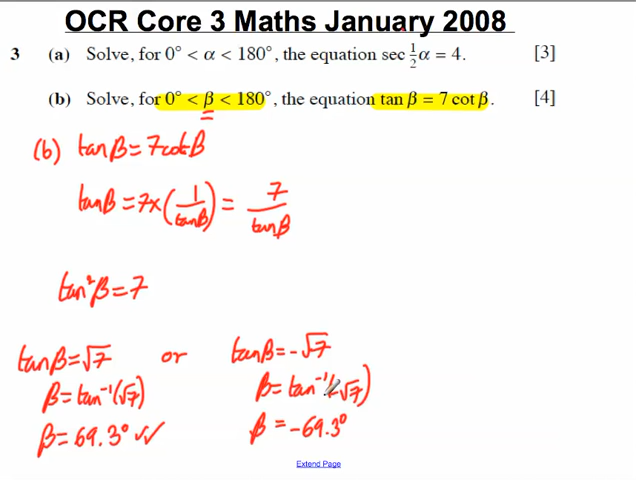 OCR Core 3 Maths January 2008
3 (a) Solve, for 0° < α < 180°, the equation sec ½α = 4. [3]
(b) Solve, for 0° < β < 180°, the equation tan β = 7 cot β. [4]
(b) tanβ = 7cotβ
tanβ = 7×(1/tanβ) = 7/tanβ
tan²β = 7
tanβ = √7 or tanβ = -√7
β = tan⁻¹(√7) β = tan⁻¹(-√7)
β = 69.3° ✓✓ β = -69.3°
Extend Page